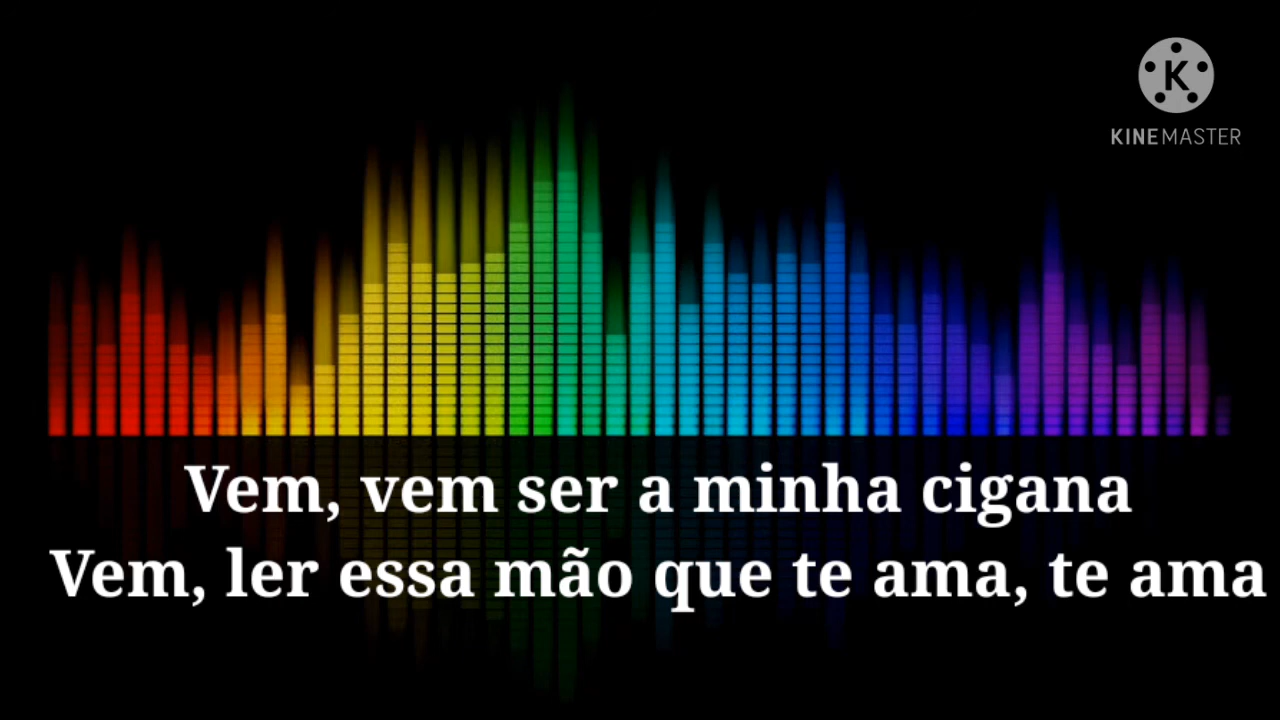 K
KINEMASTER
Vem, vem ser a minha cigana
Vem, ler essa mão que te ama, te ama